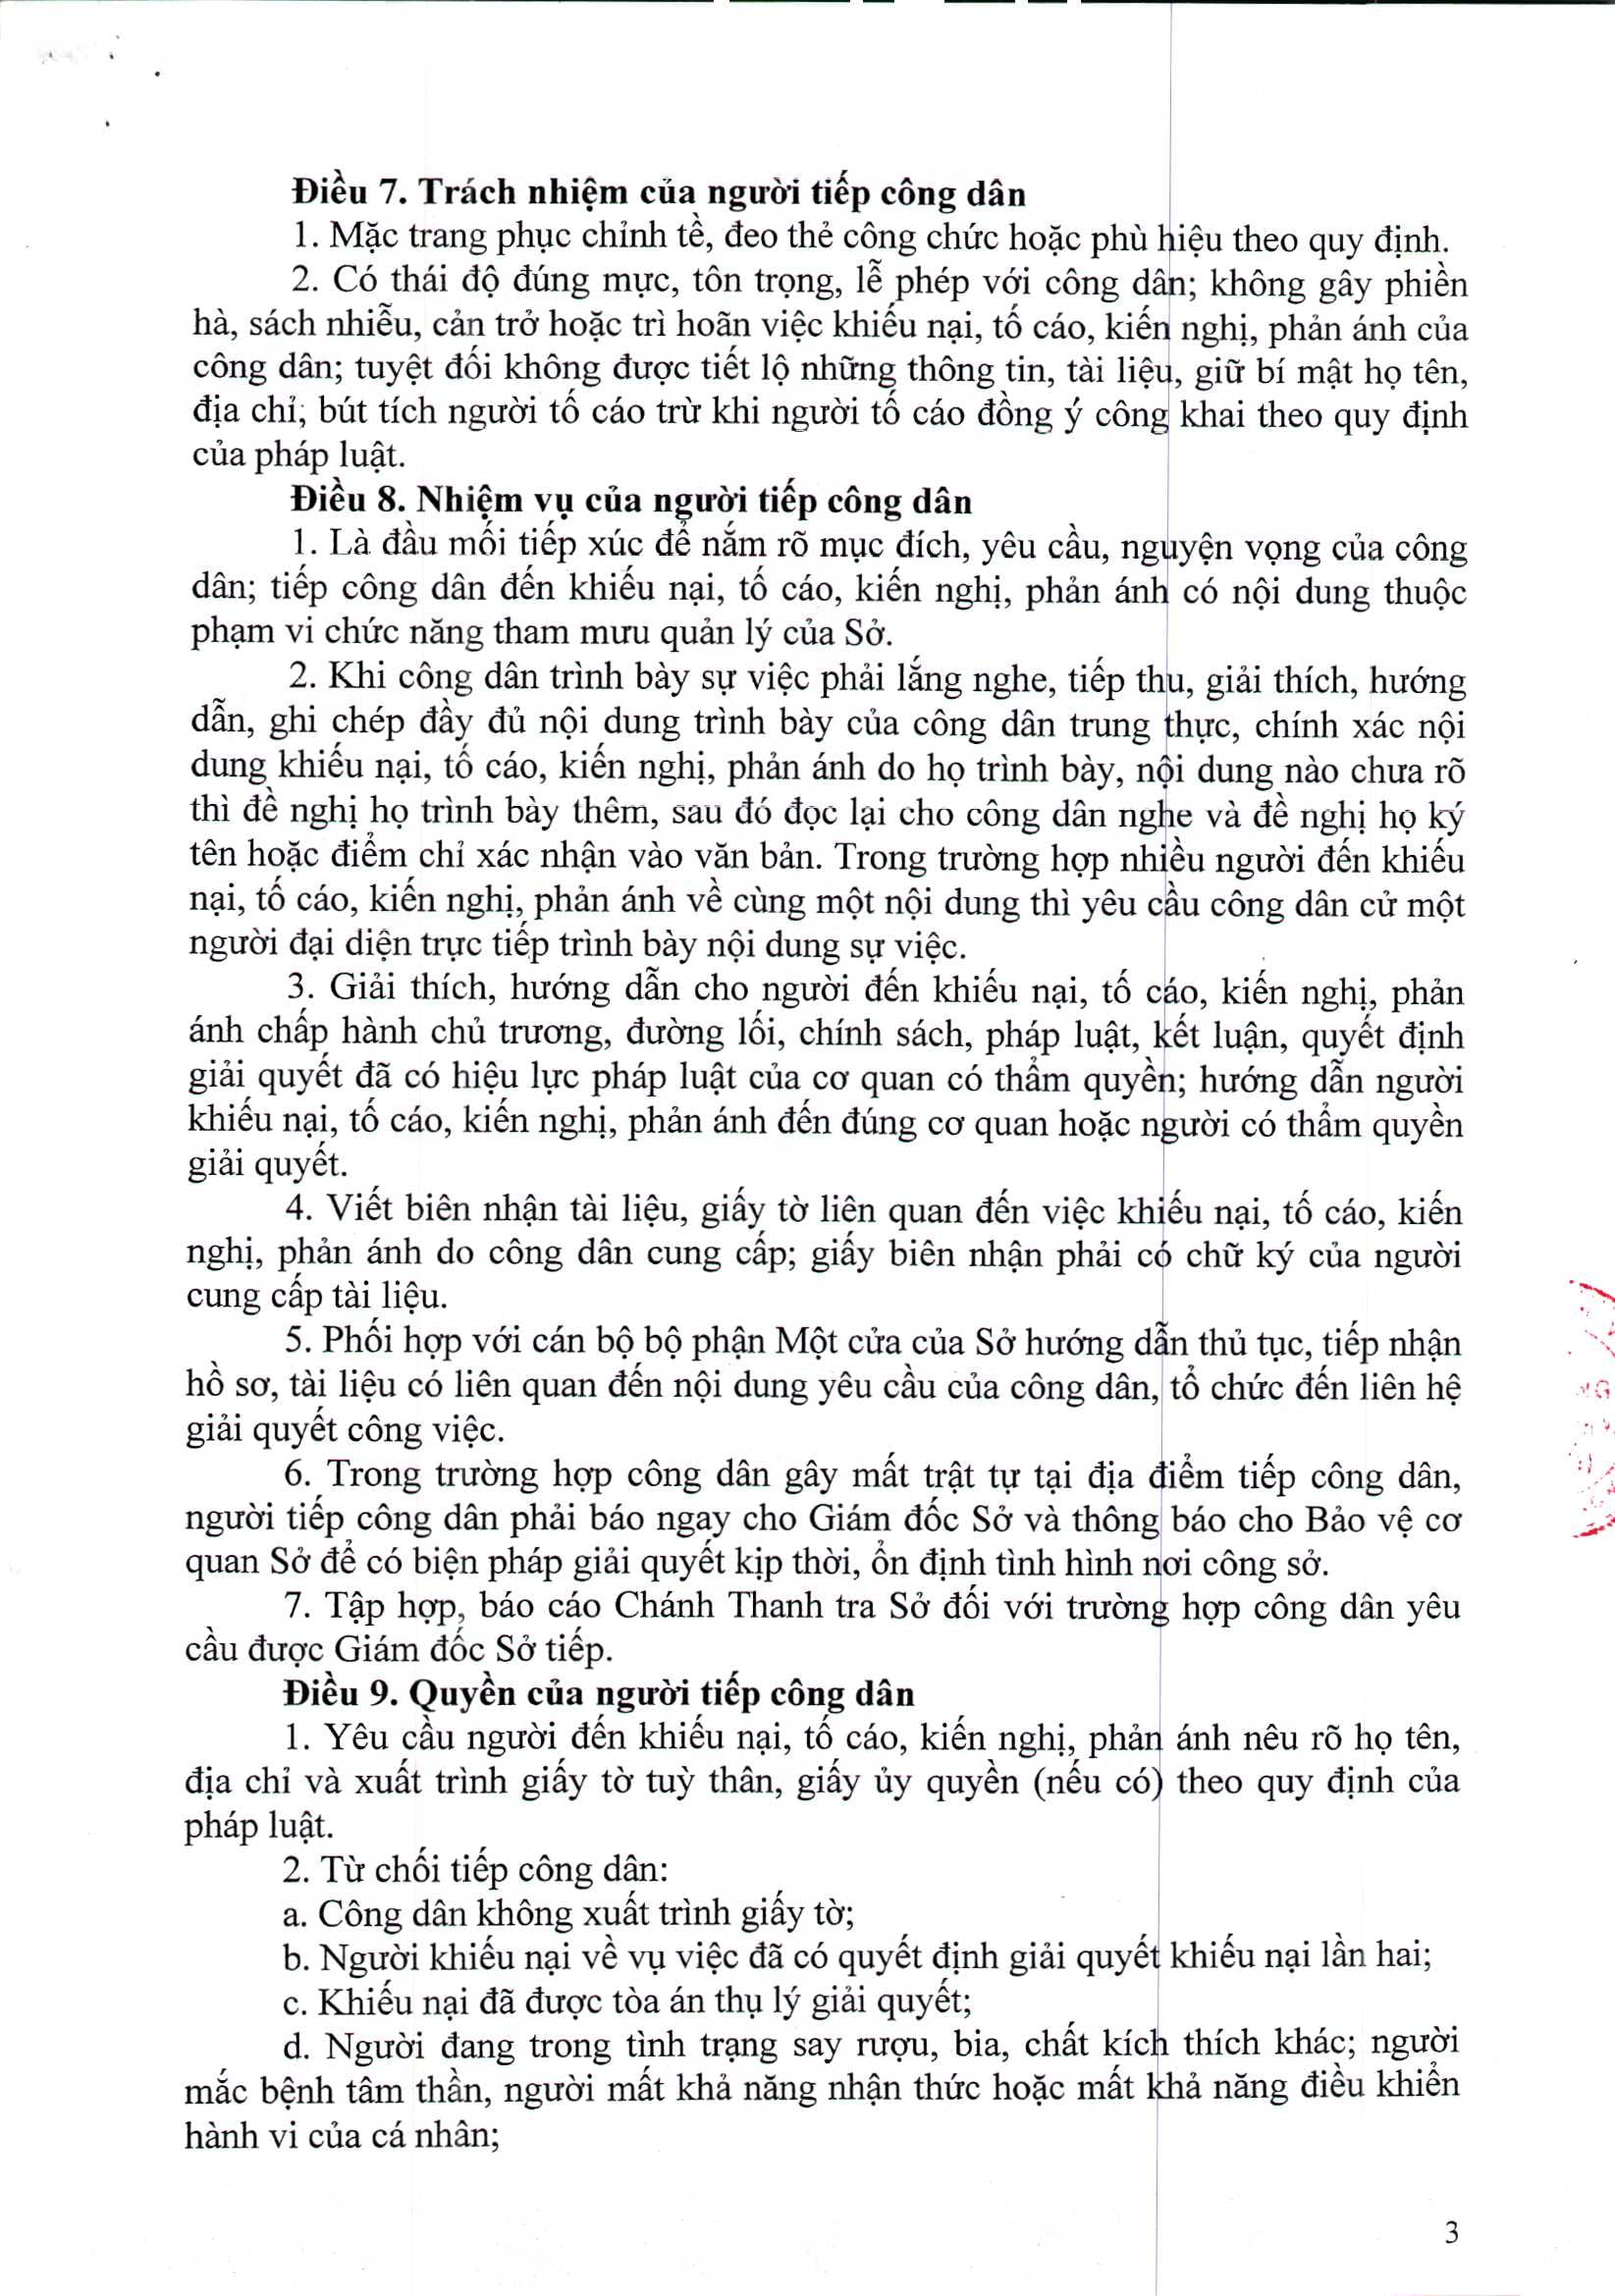 Điều 7. Trách nhiệm của người tiếp công dân
1. Mặc trang phục chỉnh tề, đeo thẻ công chức hoặc phù hiệu theo quy định.
2. Có thái độ đúng mực, tôn trọng, lễ phép với công dân; không gây phiền
hà, sách nhiễu, cản trở hoặc trì hoãn việc khiếu nại, tố cáo, kiến nghị, phản ánh của
công dân; tuyệt đối không được tiết lộ những thông tin, tài liệu, giữ bí mật họ tên,
địa chỉ, bút tích người tố cáo trừ khi người tố cáo đồng ý công khai theo quy định
của pháp luật.
Điều 8. Nhiệm vụ của người tiếp công dân
1. Là đầu mối tiếp xúc để nắm rõ mục đích, yêu cầu, nguyện vọng của công
dân; tiếp công dân đến khiếu nại, tố cáo, kiến nghị, phản ánh có nội dung thuộc
phạm vi chức năng tham mưu quản lý của Sở.
2. Khi công dân trình bày sự việc phải lắng nghe, tiếp thu, giải thích, hướng
dẫn, ghi chép đầy đủ nội dung trình bày của công dân trung thực, chính xác nội
dung khiếu nại, tố cáo, kiến nghị, phản ánh do họ trình bày, nội dung nào chưa rõ
thì đề nghị họ trình bày thêm, sau đó đọc lại cho công dân nghe và đề nghị họ ký
tên hoặc điểm chỉ xác nhận vào văn bản. Trong trường hợp nhiều người đến khiếu
nại, tố cáo, kiến nghị, phản ánh về cùng một nội dung thì yêu cầu công dân cử một
người đại diện trực tiếp trình bày nội dung sự việc.
3. Giải thích, hướng dẫn cho người đến khiếu nại, tố cáo, kiến nghị, phản
ánh chấp hành chủ trương, đường lối, chính sách, pháp luật, kết luận, quyết định
giải quyết đã có hiệu lực pháp luật của cơ quan có thẩm quyền; hướng dẫn người
khiếu nại, tố cáo, kiến nghị, phản ánh đến đúng cơ quan hoặc người có thẩm quyền
giải quyết.
4. Viết biên nhận tài liệu, giấy tờ liên quan đến việc khiếu nại, tố cáo, kiến
nghị, phản ánh do công dân cung cấp; giấy biên nhận phải có chữ ký của người
cung cấp tài liệu.
5. Phối hợp với cán bộ bộ phận Một cửa của Sở hướng dẫn thủ tục, tiếp nhận
hồ sơ, tài liệu có liên quan đến nội dung yêu cầu của công dân, tổ chức đến liên hệ
giải quyết công việc.
6. Trong trường hợp công dân gây mất trật tự tại địa điểm tiếp công dân,
người tiếp công dân phải báo ngay cho Giám đốc Sở và thông báo cho Bảo vệ cơ
quan Sở để có biện pháp giải quyết kịp thời, ổn định tình hình nơi công sở.
7. Tập hợp, báo cáo Chánh Thanh tra Sở đối với trường hợp công dân yêu
cầu được Giám đốc Sở tiếp.
Điều 9. Quyền của người tiếp công dân
1. Yêu cầu người đến khiếu nại, tố cáo, kiến nghị, phản ánh nêu rõ họ tên,
địa chỉ và xuất trình giấy tờ tuỳ thân, giấy ủy quyền (nếu có) theo quy định của
pháp luật.
2. Từ chối tiếp công dân:
a. Công dân không xuất trình giấy tờ;
b. Người khiếu nại về vụ việc đã có quyết định giải quyết khiếu nại lần hai;
c. Khiếu nại đã được tòa án thụ lý giải quyết;
d. Người đang trong tình trạng say rượu, bia, chất kích thích khác; người
mắc bệnh tâm thần, người mất khả năng nhận thức hoặc mất khả năng điều khiển
hành vi của cá nhân;
3